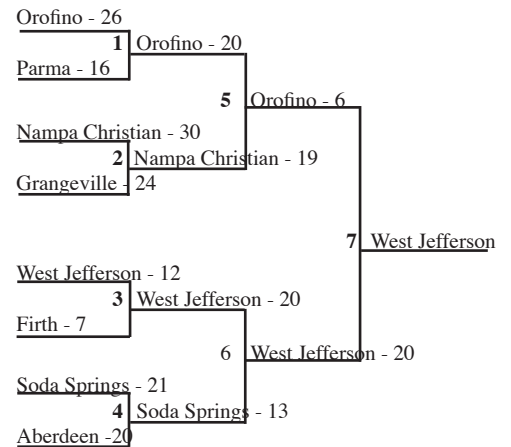 Orofino - 26
1 Orofino - 20
Parma - 16
5 Orofino - 6
Nampa Christian - 30
2 Nampa Christian - 19
Grangeville - 24
7 West Jefferson
West Jefferson - 12
3 West Jefferson - 20
Firth - 7
6 West Jefferson - 20
Soda Springs - 21
4 Soda Springs - 13
Aberdeen -20